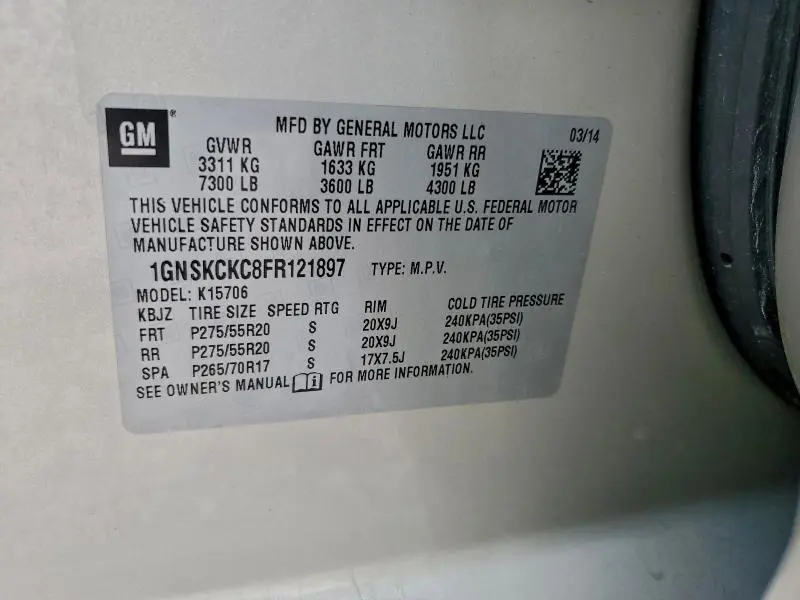 GM ®
MFD BY GENERAL MOTORS LLC 03/14
GVWR GAWR FRT GAWR RR
3311 KG 1633 KG 1951 KG
7300 LB 3600 LB 4300 LB
THIS VEHICLE CONFORMS TO ALL APPLICABLE U.S. FEDERAL MOTOR
VEHICLE SAFETY STANDARDS IN EFFECT ON THE DATE OF
MANUFACTURE SHOWN ABOVE.
1GNSKCKC8FR121897 TYPE: M.P.V.
MODEL: K15706
KBJZ TIRE SIZE SPEED RTG RIM COLD TIRE PRESSURE
FRT P275/55R20 S 20X9J 240KPA(35PSI)
RR P275/55R20 S 20X9J 240KPA(35PSI)
SPA P265/70R17 S 17X7.5J 240KPA(35PSI)
SEE OWNER'S MANUAL FOR MORE INFORMATION.